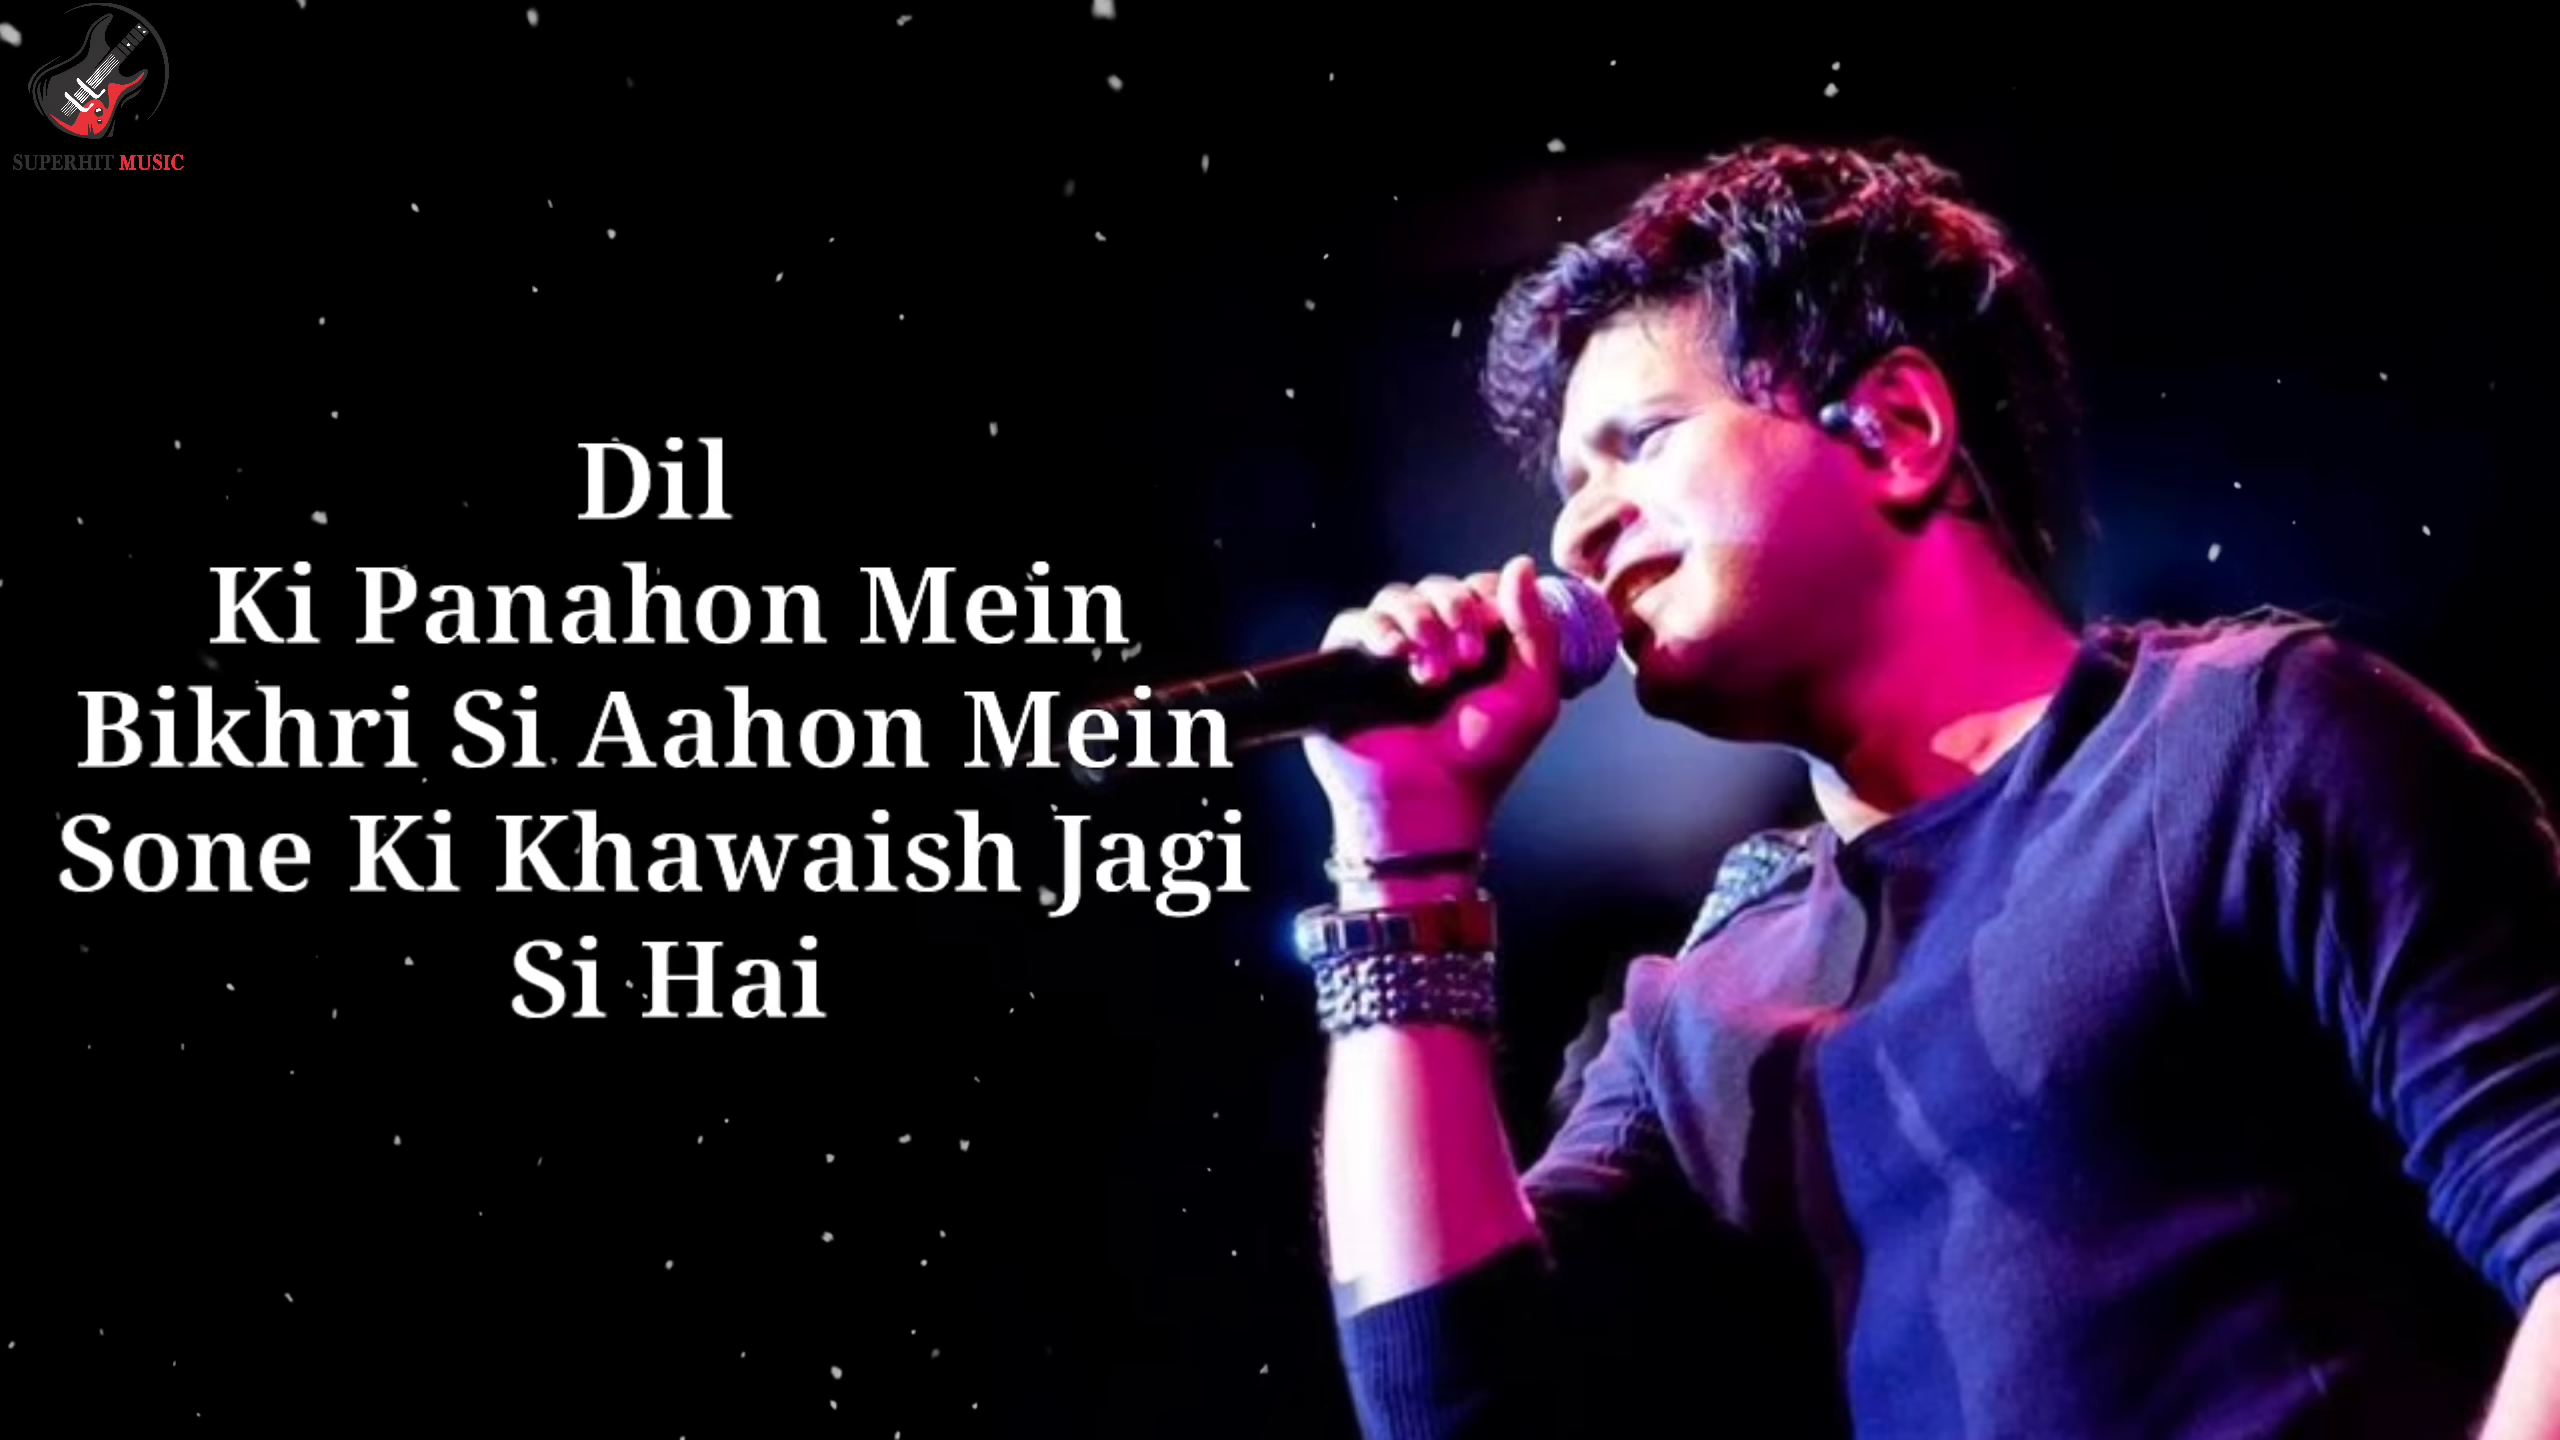 SUPERHIT MUSIC
Dil
Ki Panahon Mein
Bikhri Si Aahon Mein
Sone Ki Khawaish Jagi
Si Hai